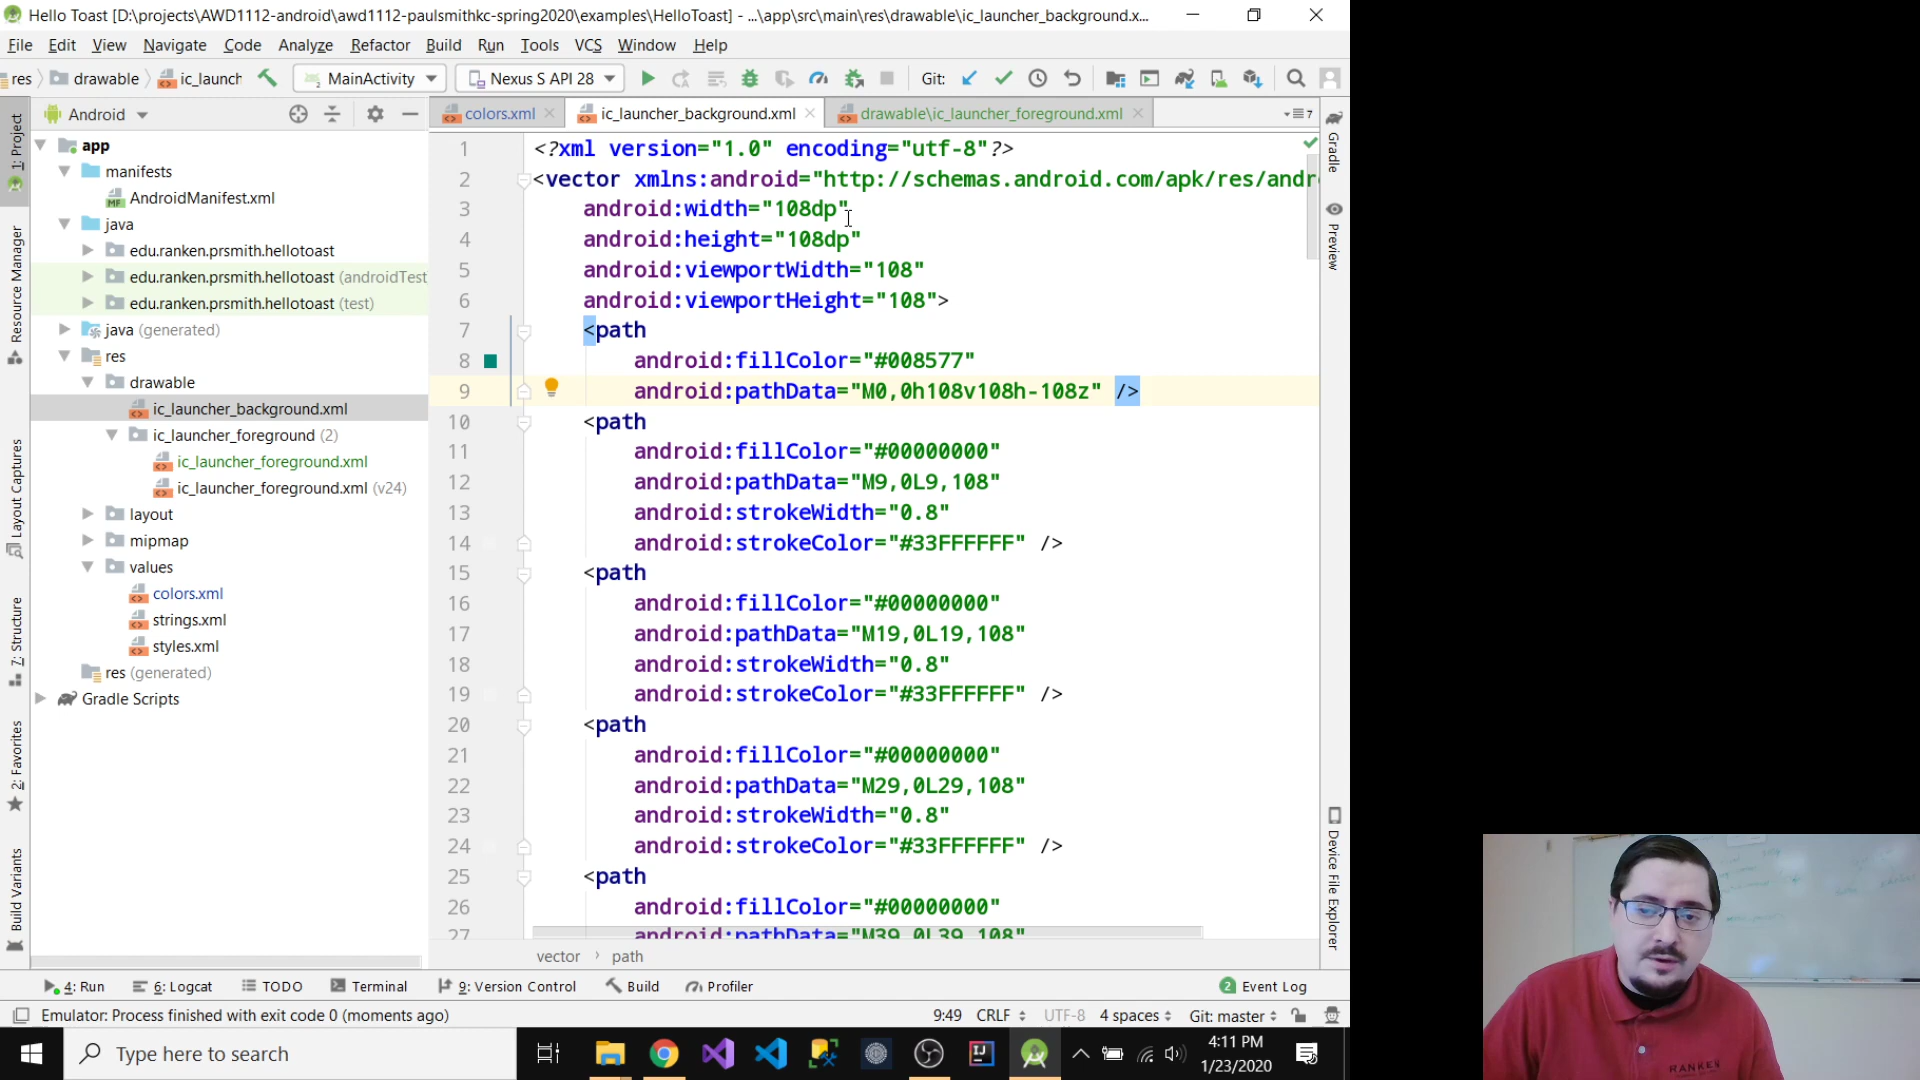 Hello Toast [D:\projects\AWD1112-android\awd1112-paulsmithkc-spring2020\examples\HelloToast] - ...\app\src\main\res\drawable\ic_launcher_background.x...
File Edit View Navigate Code Analyze Refactor Build Run Tools VCS Window Help
res drawable ic_launch MainActivity Nexus S API 28 Git:
1: Project
Resource Manager
Layout Captures
7: Structure
2: Favorites
Build Variants
Android
app
manifests
AndroidManifest.xml
java
edu.ranken.prsmith.hellotoast
edu.ranken.prsmith.hellotoast (androidTest
edu.ranken.prsmith.hellotoast (test)
java (generated)
res
drawable
ic_launcher_background.xml
ic_launcher_foreground (2)
ic_launcher_foreground.xml
ic_launcher_foreground.xml (v24)
layout
mipmap
values
colors.xml
strings.xml
styles.xml
res (generated)
Gradle Scripts
colors.xml ic_launcher_background.xml drawable\ic_launcher_foreground.xml 7
1 <?xml version="1.0" encoding="utf-8"?>
2 <vector xmlns:android="http://schemas.android.com/apk/res/andr
3 android:width="108dp"
4 android:height="108dp"
5 android:viewportWidth="108"
6 android:viewportHeight="108">
7 <path
8 android:fillColor="#008577"
9 android:pathData="M0,0h108v108h-108z" />
10 <path
11 android:fillColor="#00000000"
12 android:pathData="M9,0L9,108"
13 android:strokeWidth="0.8"
14 android:strokeColor="#33FFFFFF" />
15 <path
16 android:fillColor="#00000000"
17 android:pathData="M19,0L19,108"
18 android:strokeWidth="0.8"
19 android:strokeColor="#33FFFFFF" />
20 <path
21 android:fillColor="#00000000"
22 android:pathData="M29,0L29,108"
23 android:strokeWidth="0.8"
24 android:strokeColor="#33FFFFFF" />
25 <path
26 android:fillColor="#00000000"
27 android:pathData="M39,0L39,108"
vector › path
Gradle
Preview
Device File Explorer
4: Run 6: Logcat TODO Terminal 9: Version Control Build Profiler 2 Event Log
Emulator: Process finished with exit code 0 (moments ago) 9:49 CRLF UTF-8 4 spaces Git: master
Type here to search
4:11 PM
1/23/2020
RANKEN